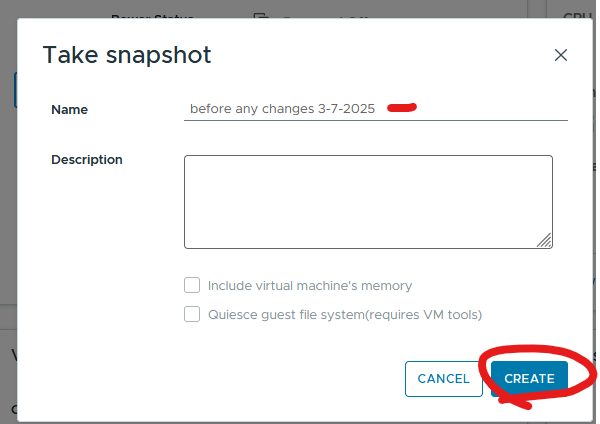 Take snapshot
Name
before any changes 3-7-2025
Description
Include virtual machine's memory
Quiesce guest file system(requires VM tools)
CANCEL
CREATE